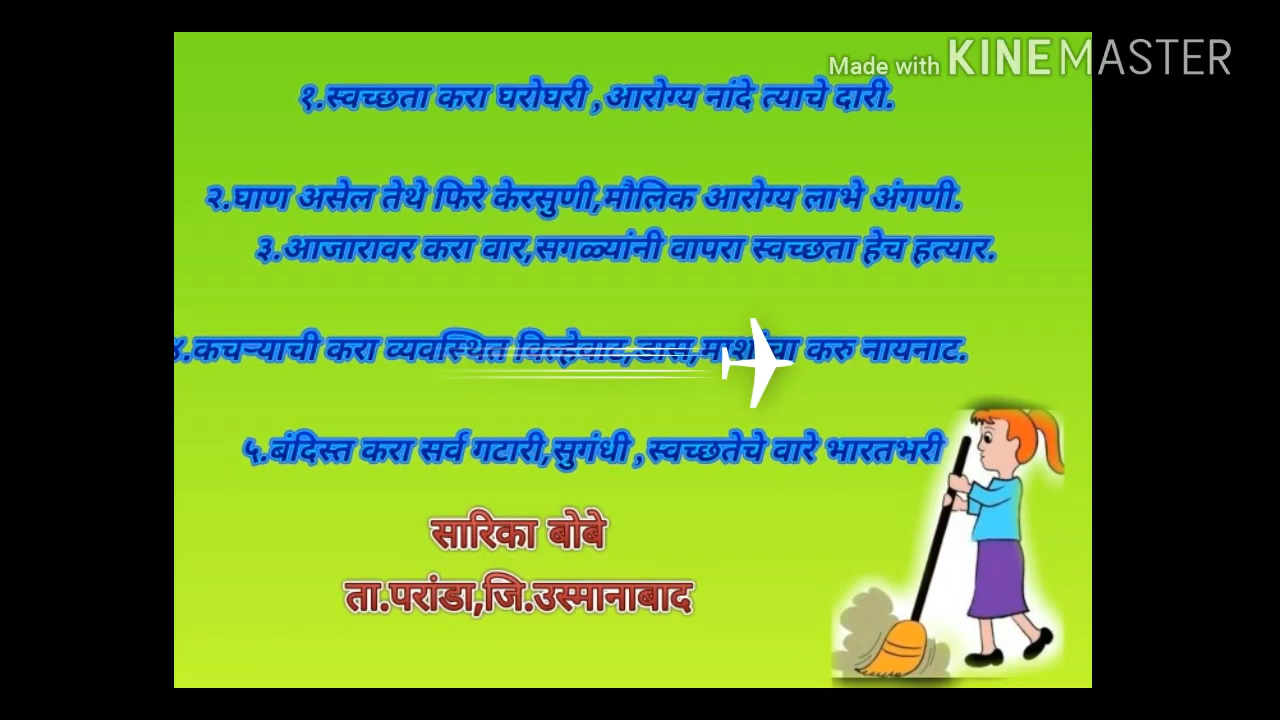 Made with KINEMASTER
१.स्वच्छता करा घरोघरी ,आरोग्य नांदे त्याचे दारी.
२.घाण असेल तेथे फिरे केरसुणी,मौलिक आरोग्य लाभे अंगणी.
३.आजारावर करा वार,सगळ्यांनी वापरा स्वच्छता हेच हत्यार.
४.कचऱ्याची करा व्यवस्थित करु नायनाट.
५.बंदिस्त करा सर्व गटारी,सुगंधी ,स्वच्छतेचे वारे भारतभरी
सारिका बोबे
ता.परांडा,जि.उस्मानाबाद